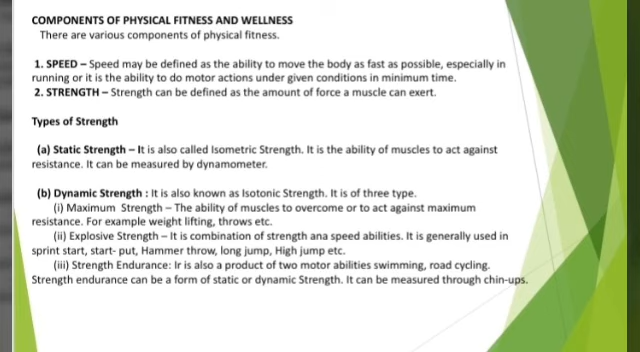 COMPONENTS OF PHYSICAL FITNESS AND WELLNESS
There are various components of physical fitness.
1. SPEED – Speed may be defined as the ability to move the body as fast as possible, especially in
running or it is the ability to do motor actions under given conditions in minimum time.
2. STRENGTH – Strength can be defined as the amount of force a muscle can exert.
Types of Strength
(a) Static Strength – It is also called Isometric Strength. It is the ability of muscles to act against
resistance. It can be measured by dynamometer.
(b) Dynamic Strength : It is also known as Isotonic Strength. It is of three type.
(i) Maximum Strength – The ability of muscles to overcome or to act against maximum
resistance. For example weight lifting, throws etc.
(ii) Explosive Strength – It is combination of strength ana speed abilities. It is generally used in
sprint start, start- put, Hammer throw, long jump, High jump etc.
(iii) Strength Endurance: Ir is also a product of two motor abilities swimming, road cycling.
Strength endurance can be a form of static or dynamic Strength. It can be measured through chin-ups.